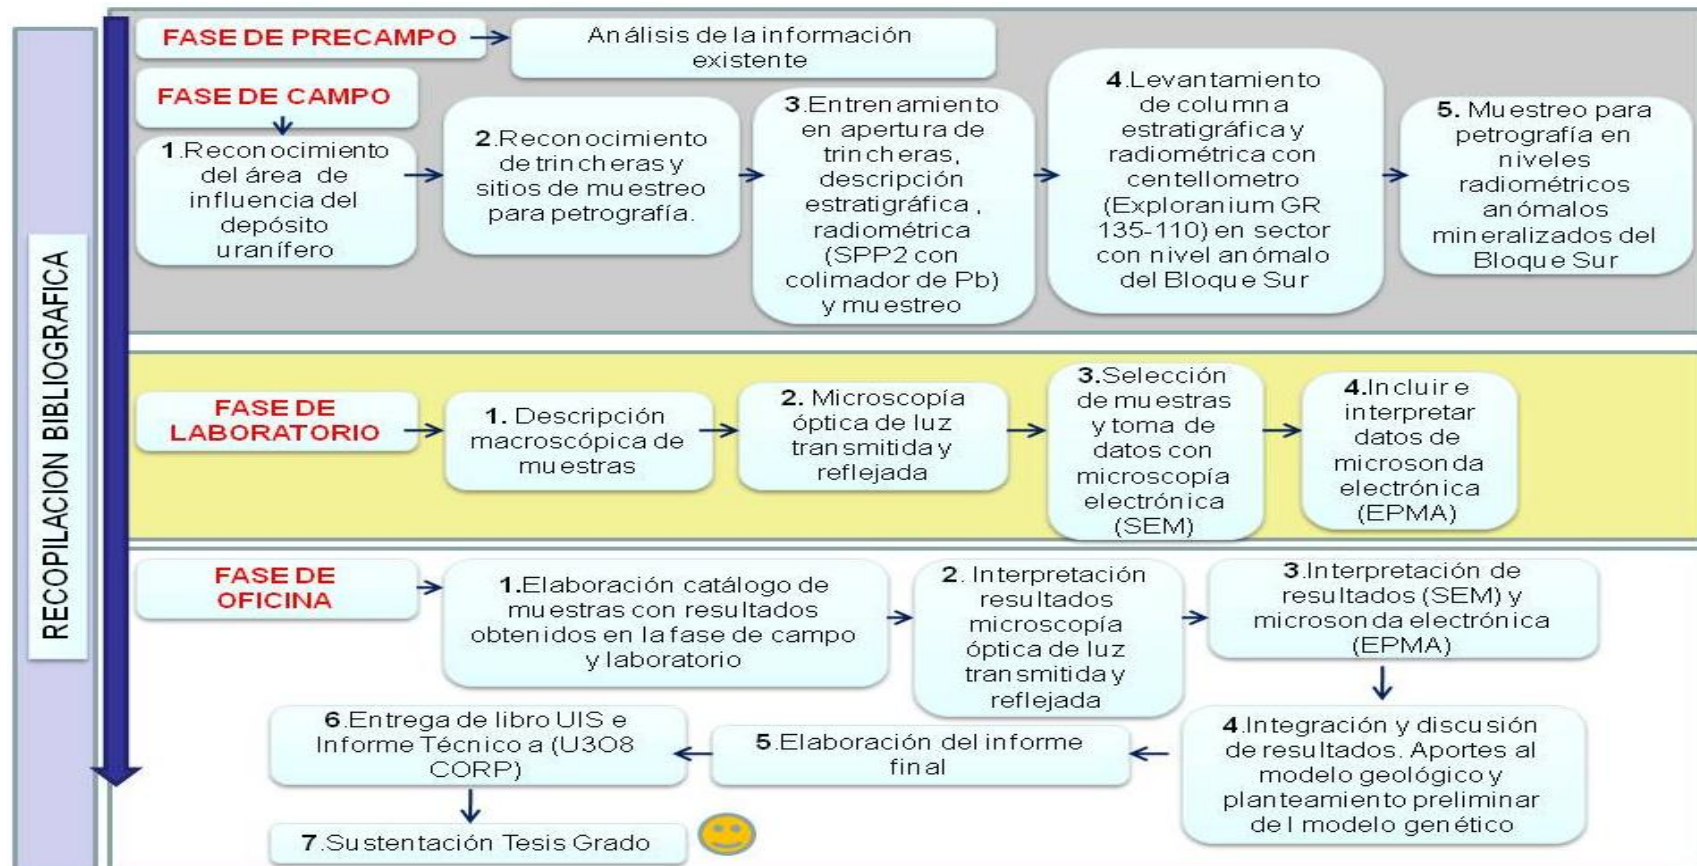 RECOPILACION BIBLIOGRAFICA
FASE DE PRECAMPO
Análisis de la información
existente
FASE DE CAMPO
1.Reconocimiento
del área de
influencia del
depósito
uranífero
2.Reconocimiento
de trincheras y
sitios de muestreo
para petrografía.
3.Entrenamiento
en apertura de
trincheras,
descripción
estratigráfica ,
radiométrica
(SPP2 con
colimador de Pb)
y muestreo
4.Levantamiento
de columna
estratigráfica y
radiométrica con
centellometro
(Exploranium GR
135-110) en sector
con nivel anómalo
del Bloque Sur
5. Muestreo para
petrografía en
niveles
radiométricos
anómalos
mineralizados del
Bloque Sur
FASE DE
LABORATORIO
1. Descripción
macroscópica de
muestras
2. Microscopía
óptica de luz
transmitida y
reflejada
3.Selección
de muestras
y toma de
datos con
microscopía
electrónica
(SEM)
4.Incluir e
interpretar
datos de
microsonda
electrónica
(EPMA)
FASE DE
OFICINA
1.Elaboración catálogo de
muestras con resultados
obtenidos en la fase de campo
y laboratorio
2. Interpretación
resultados
microscopía
óptica de luz
transmitida y
reflejada
3.Interpretación de
resultados (SEM) y
microsonda electrónica
(EPMA)
4.Integración y discusión
de resultados. Aportes al
modelo geológico y
planteamiento preliminar
de l modelo genético
5.Elaboración del informe
final
6.Entrega de libro UIS e
Informe Técnico a (U3O8
CORP)
7.Sustentación Tesis Grado